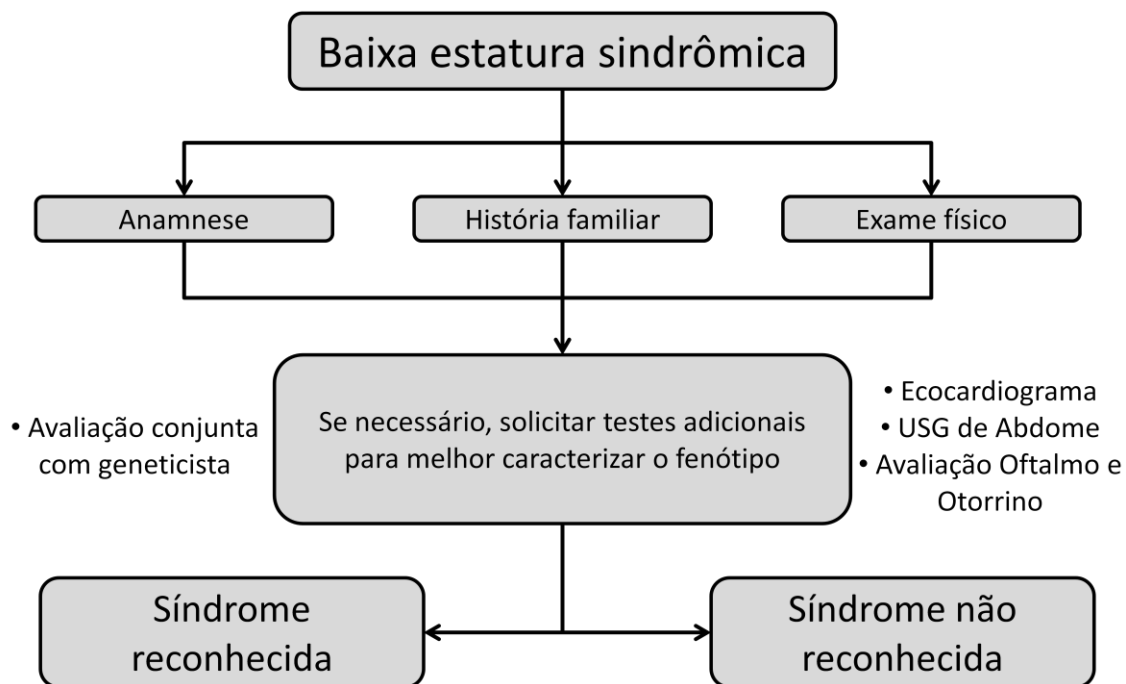 Baixa estatura sindrômica
Anamnese
História familiar
Exame físico
• Avaliação conjunta
com geneticista
Se necessário, solicitar testes adicionais
para melhor caracterizar o fenótipo
• Ecocardiograma
• USG de Abdome
• Avaliação Oftalmo e
Otorrino
Síndrome
reconhecida
Síndrome não
reconhecida